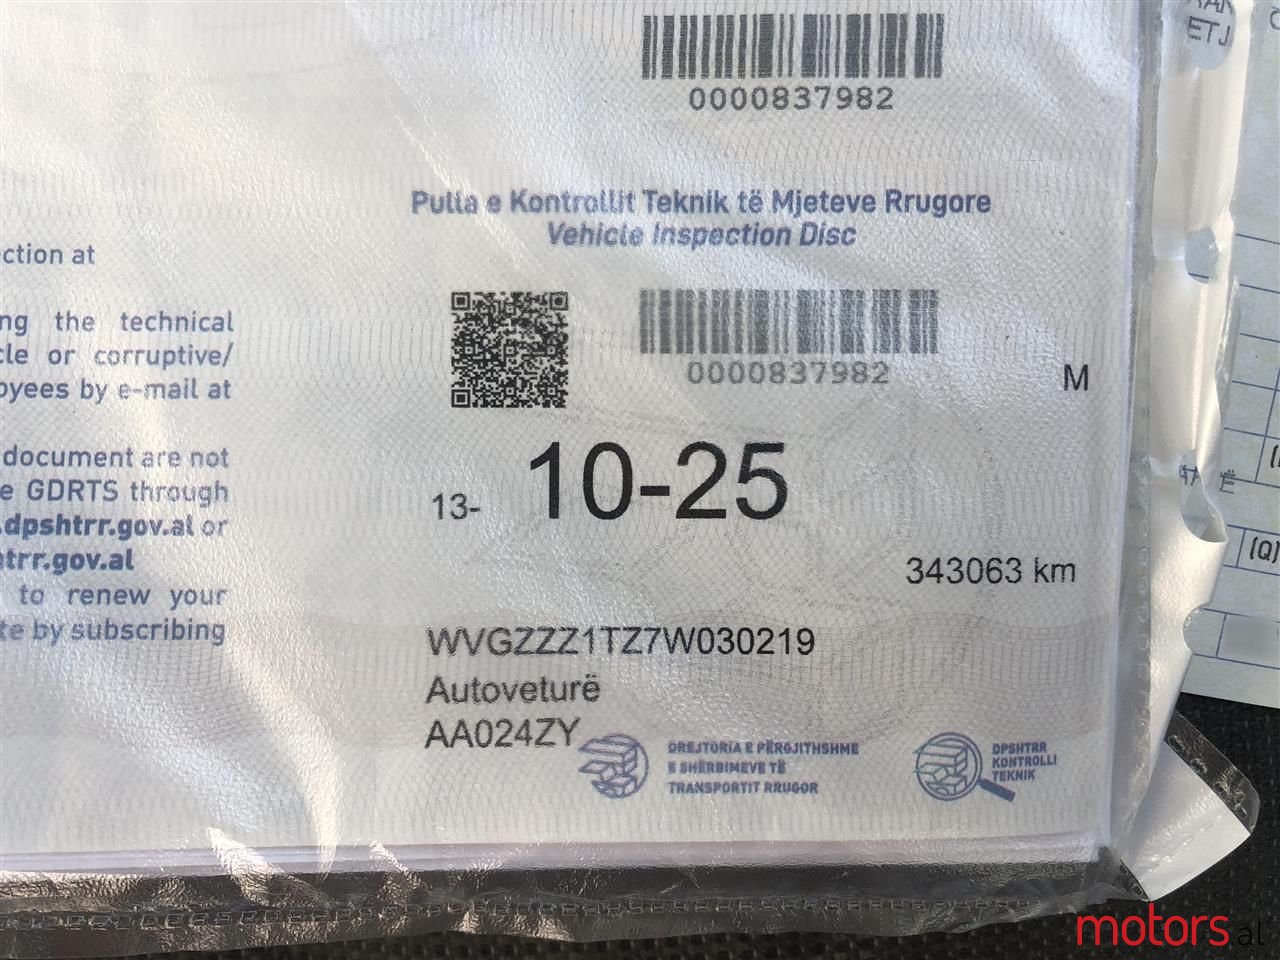 0000837982
Pulla e Kontrollit Teknik të Mjeteve Rrugore
Vehicle Inspection Disc
0000837982
M
13- 10-25
343063 km
WVGZZZ1TZ7W030219
Autoveturë
AA024ZY
DREJTORIA E PËRGJITHSHME
E SHËRBIMEVE TË
TRANSPORTIT RRUGOR
DPSHTRR
KONTROLLI
TEKNIK
ction at
ng the technical
cle or corruptive/
oyees by e-mail at
document are not
e GDRTS through
.dpshtrr.gov.al or
htrr.gov.al
to renew your
te by subscribing
ETJ
(Q)
motors.al